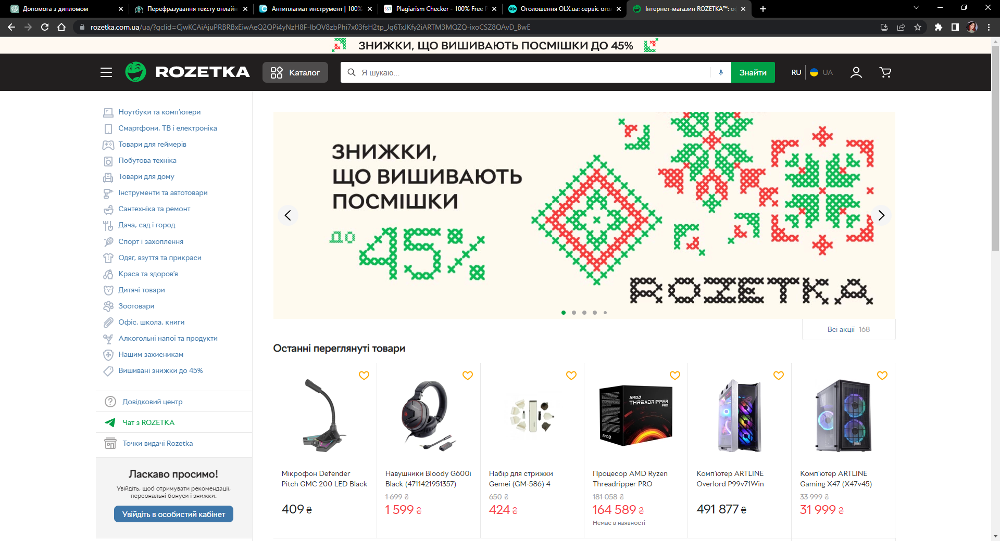 Допомога з дипломом
Перефразування тексту онлайн
Антиплагиат инструмент | 100%
SST
Plagiarism Checker - 100% Free P
OLX
Оголошення OLX.ua: сервіс ого
Інтернет-магазин ROZETKA™: о
rozetka.com.ua/ua/?gclid=CjwKCAiAjuPRBRBxEiwAeQ2QPi4yNzH8F-IbOV8zbPhi7x03fsH2tp_Jq6TxJKfy2iARTM3MQZQ-ixoCSZ8QAvD_BwE
ЗНИЖКИ, ЩО ВИШИВАЮТЬ ПОСМІШКИ ДО 45%
ROZETKA
Каталог
Я шукаю...
Знайти
RU
UA
Ноутбуки та комп'ютери
Смартфони, ТВ і електроніка
Товари для геймерів
Побутова техніка
Товари для дому
Інструменти та автотовари
Сантехніка та ремонт
Дача, сад і город
Спорт і захоплення
Одяг, взуття та прикраси
Краса та здоров'я
Дитячі товари
Зоотовари
Офіс, школа, книги
Алкогольні напої та продукти
Нашим захисникам
Вишивані знижки до 45%
Довідковий центр
Чат з ROZETKA
Точки видачі Rozetka
Ласкаво просимо!
Увійдіть, щоб отримувати рекомендації,
персональні бонуси і знижки.
Увійдіть в особистий кабінет
ЗНИЖКИ,
ЩО ВИШИВАЮТЬ
ПОСМІШКИ
ДО 45%
ROZETKA
Всі акції 168
Останні переглянуті товари
AMD
THREADRIPPER
PRO
AMD
Мікрофон Defender
Pitch GMC 200 LED Black
409 ₴
Навушники Bloody G600i
Black (4711421951357)
1 699 ₴
1 599 ₴
Набір для стрижки
Gemei (GM-586) 4
650 ₴
424 ₴
Процесор AMD Ryzen
Threadripper PRO
181 058 ₴
164 589 ₴
Немає в наявності
Комп'ютер ARTLINE
Overlord P99v71Win
491 877 ₴
Комп'ютер ARTLINE
Gaming X47 (X47v45)
33 999 ₴
31 999 ₴